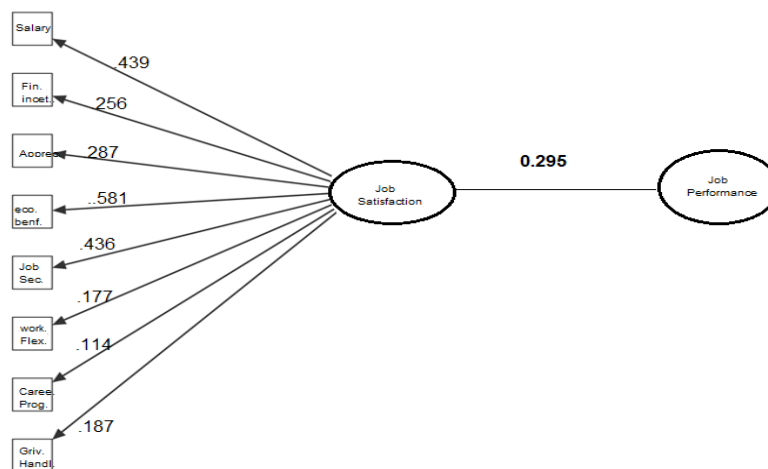 Salary
.439
Fin.
incet.
256
0.295
Apprec
287
Job
Satisfaction
Job
Performance
..581
eco.
benf.
.436
Job
Sec.
.177
work.
Flex.
.114
Caree.
Prog.
.187
Griv.
Handl.